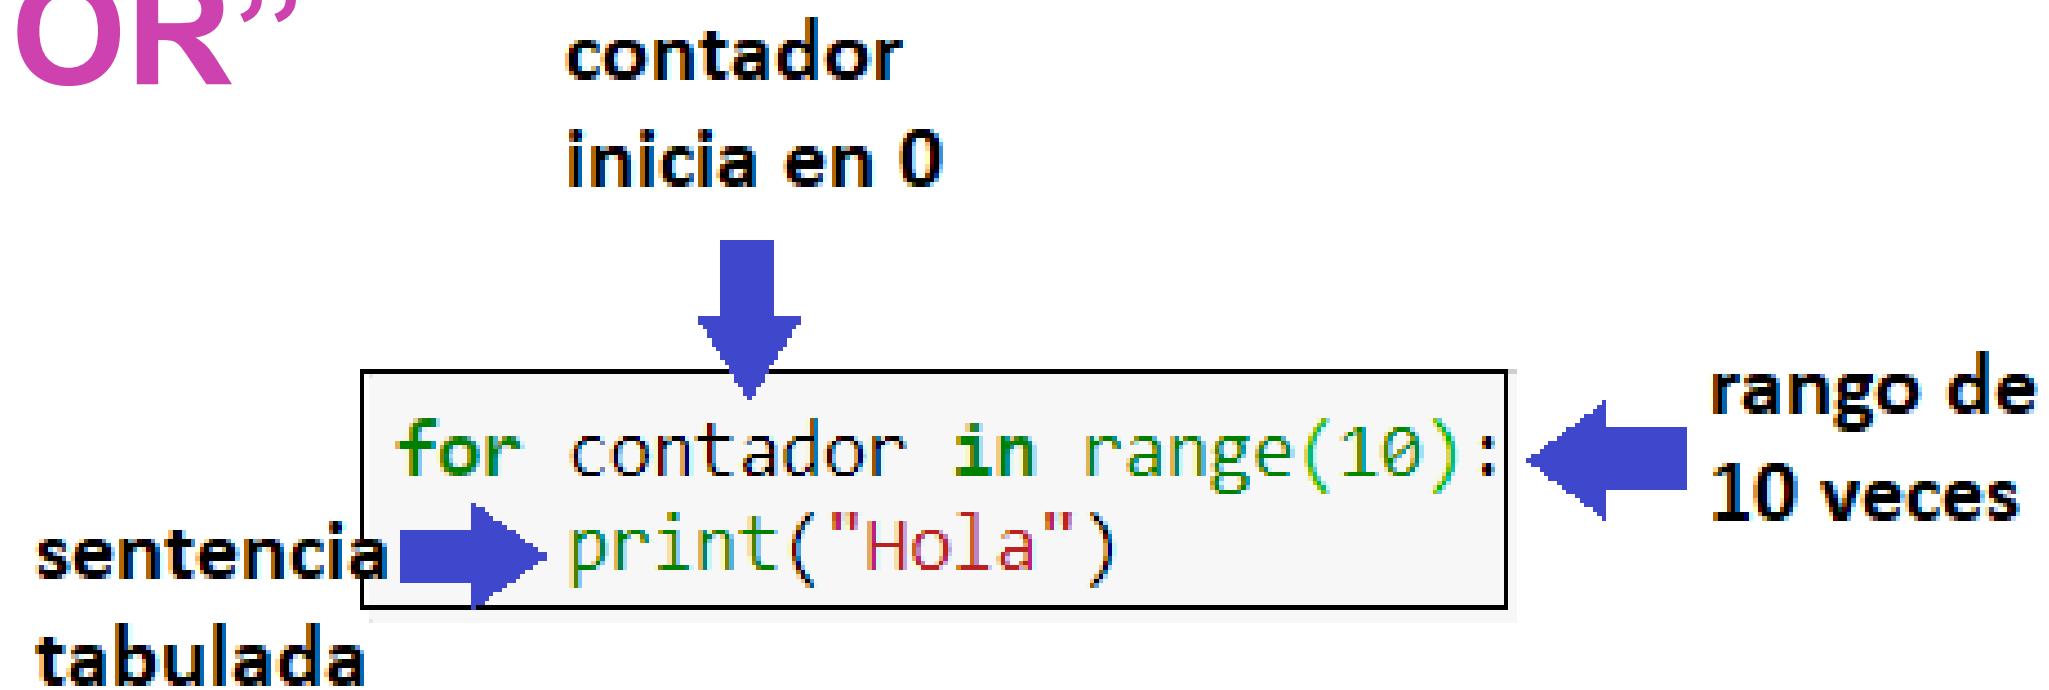 OR”
contador
inicia en 0
for contador in range(10):
print("Hola")
rango de
10 veces
sentencia
tabulada